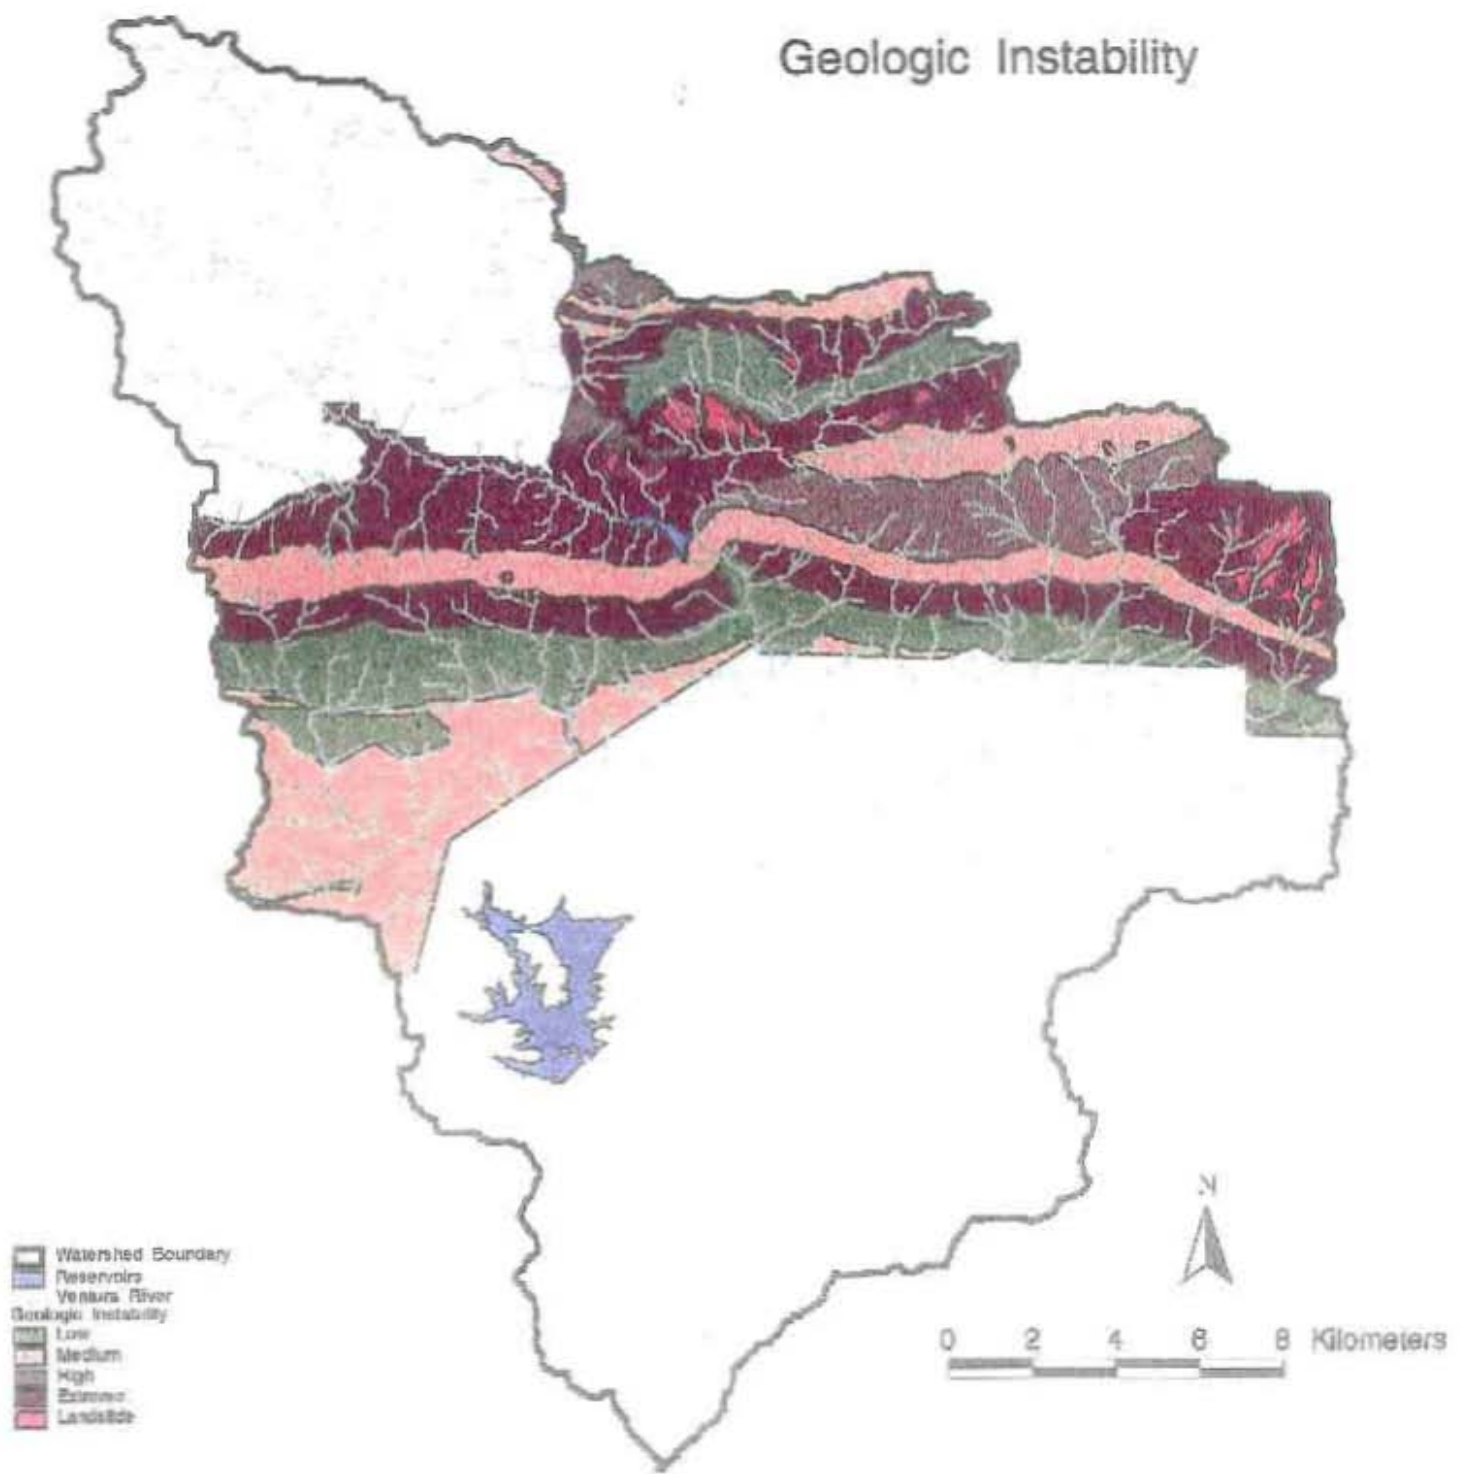 Geologic Instability
N
0 2 4 6 8 Kilometers
Watershed Boundary
Reservoirs
Ventura River
Geologic Instability
Low
Medium
High
Extreme
Landslide